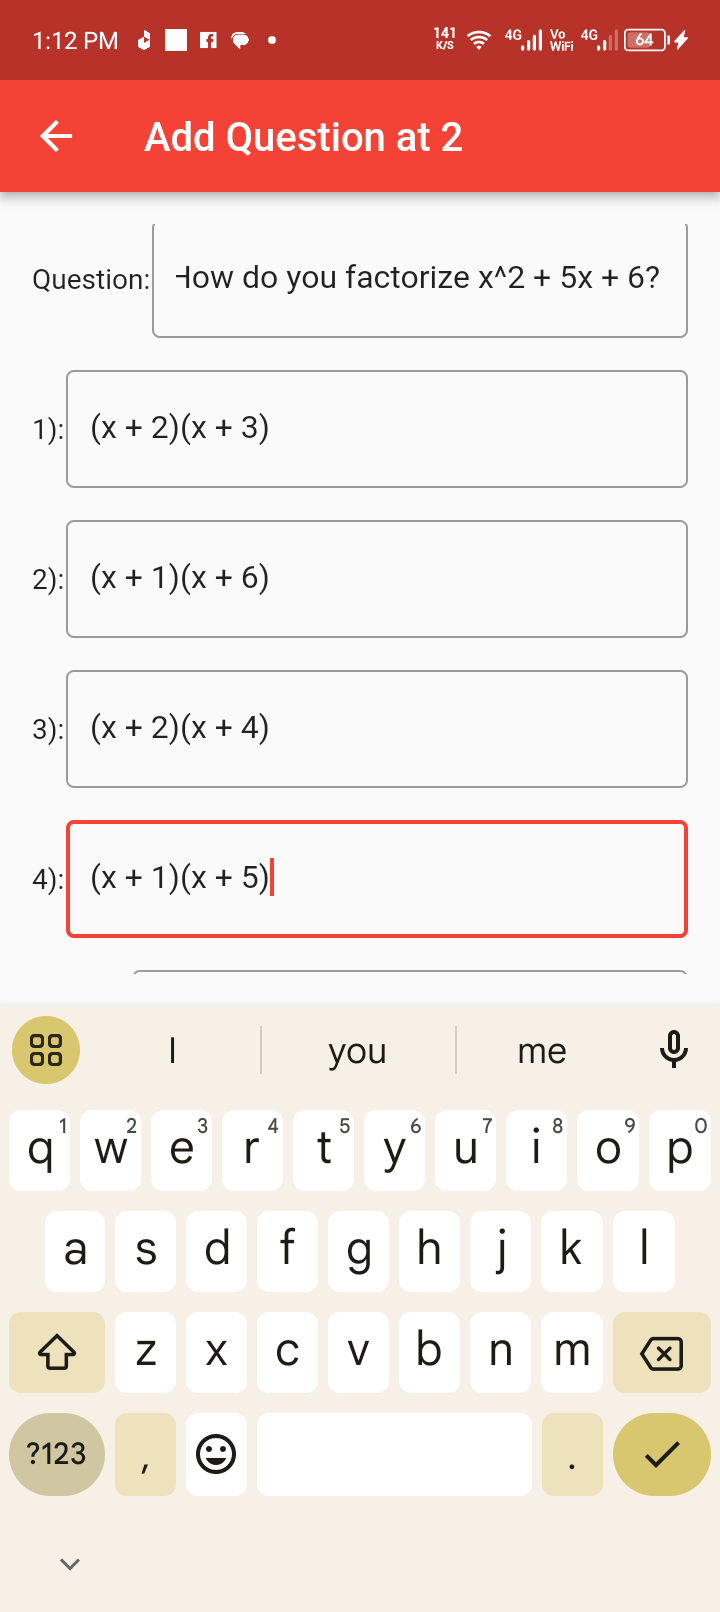 1:12 PM 141 K/S 4G Vo WiFi 4G 64
Add Question at 2
Question: How do you factorize x^2 + 5x + 6?
1): (x + 2)(x + 3)
2): (x + 1)(x + 6)
3): (x + 2)(x + 4)
4): (x + 1)(x + 5)
I you me
q1 w2 e3 r4 t5 y6 u7 i8 o9 p0
a s d f g h j k l
z x c v b n m
?123 , .